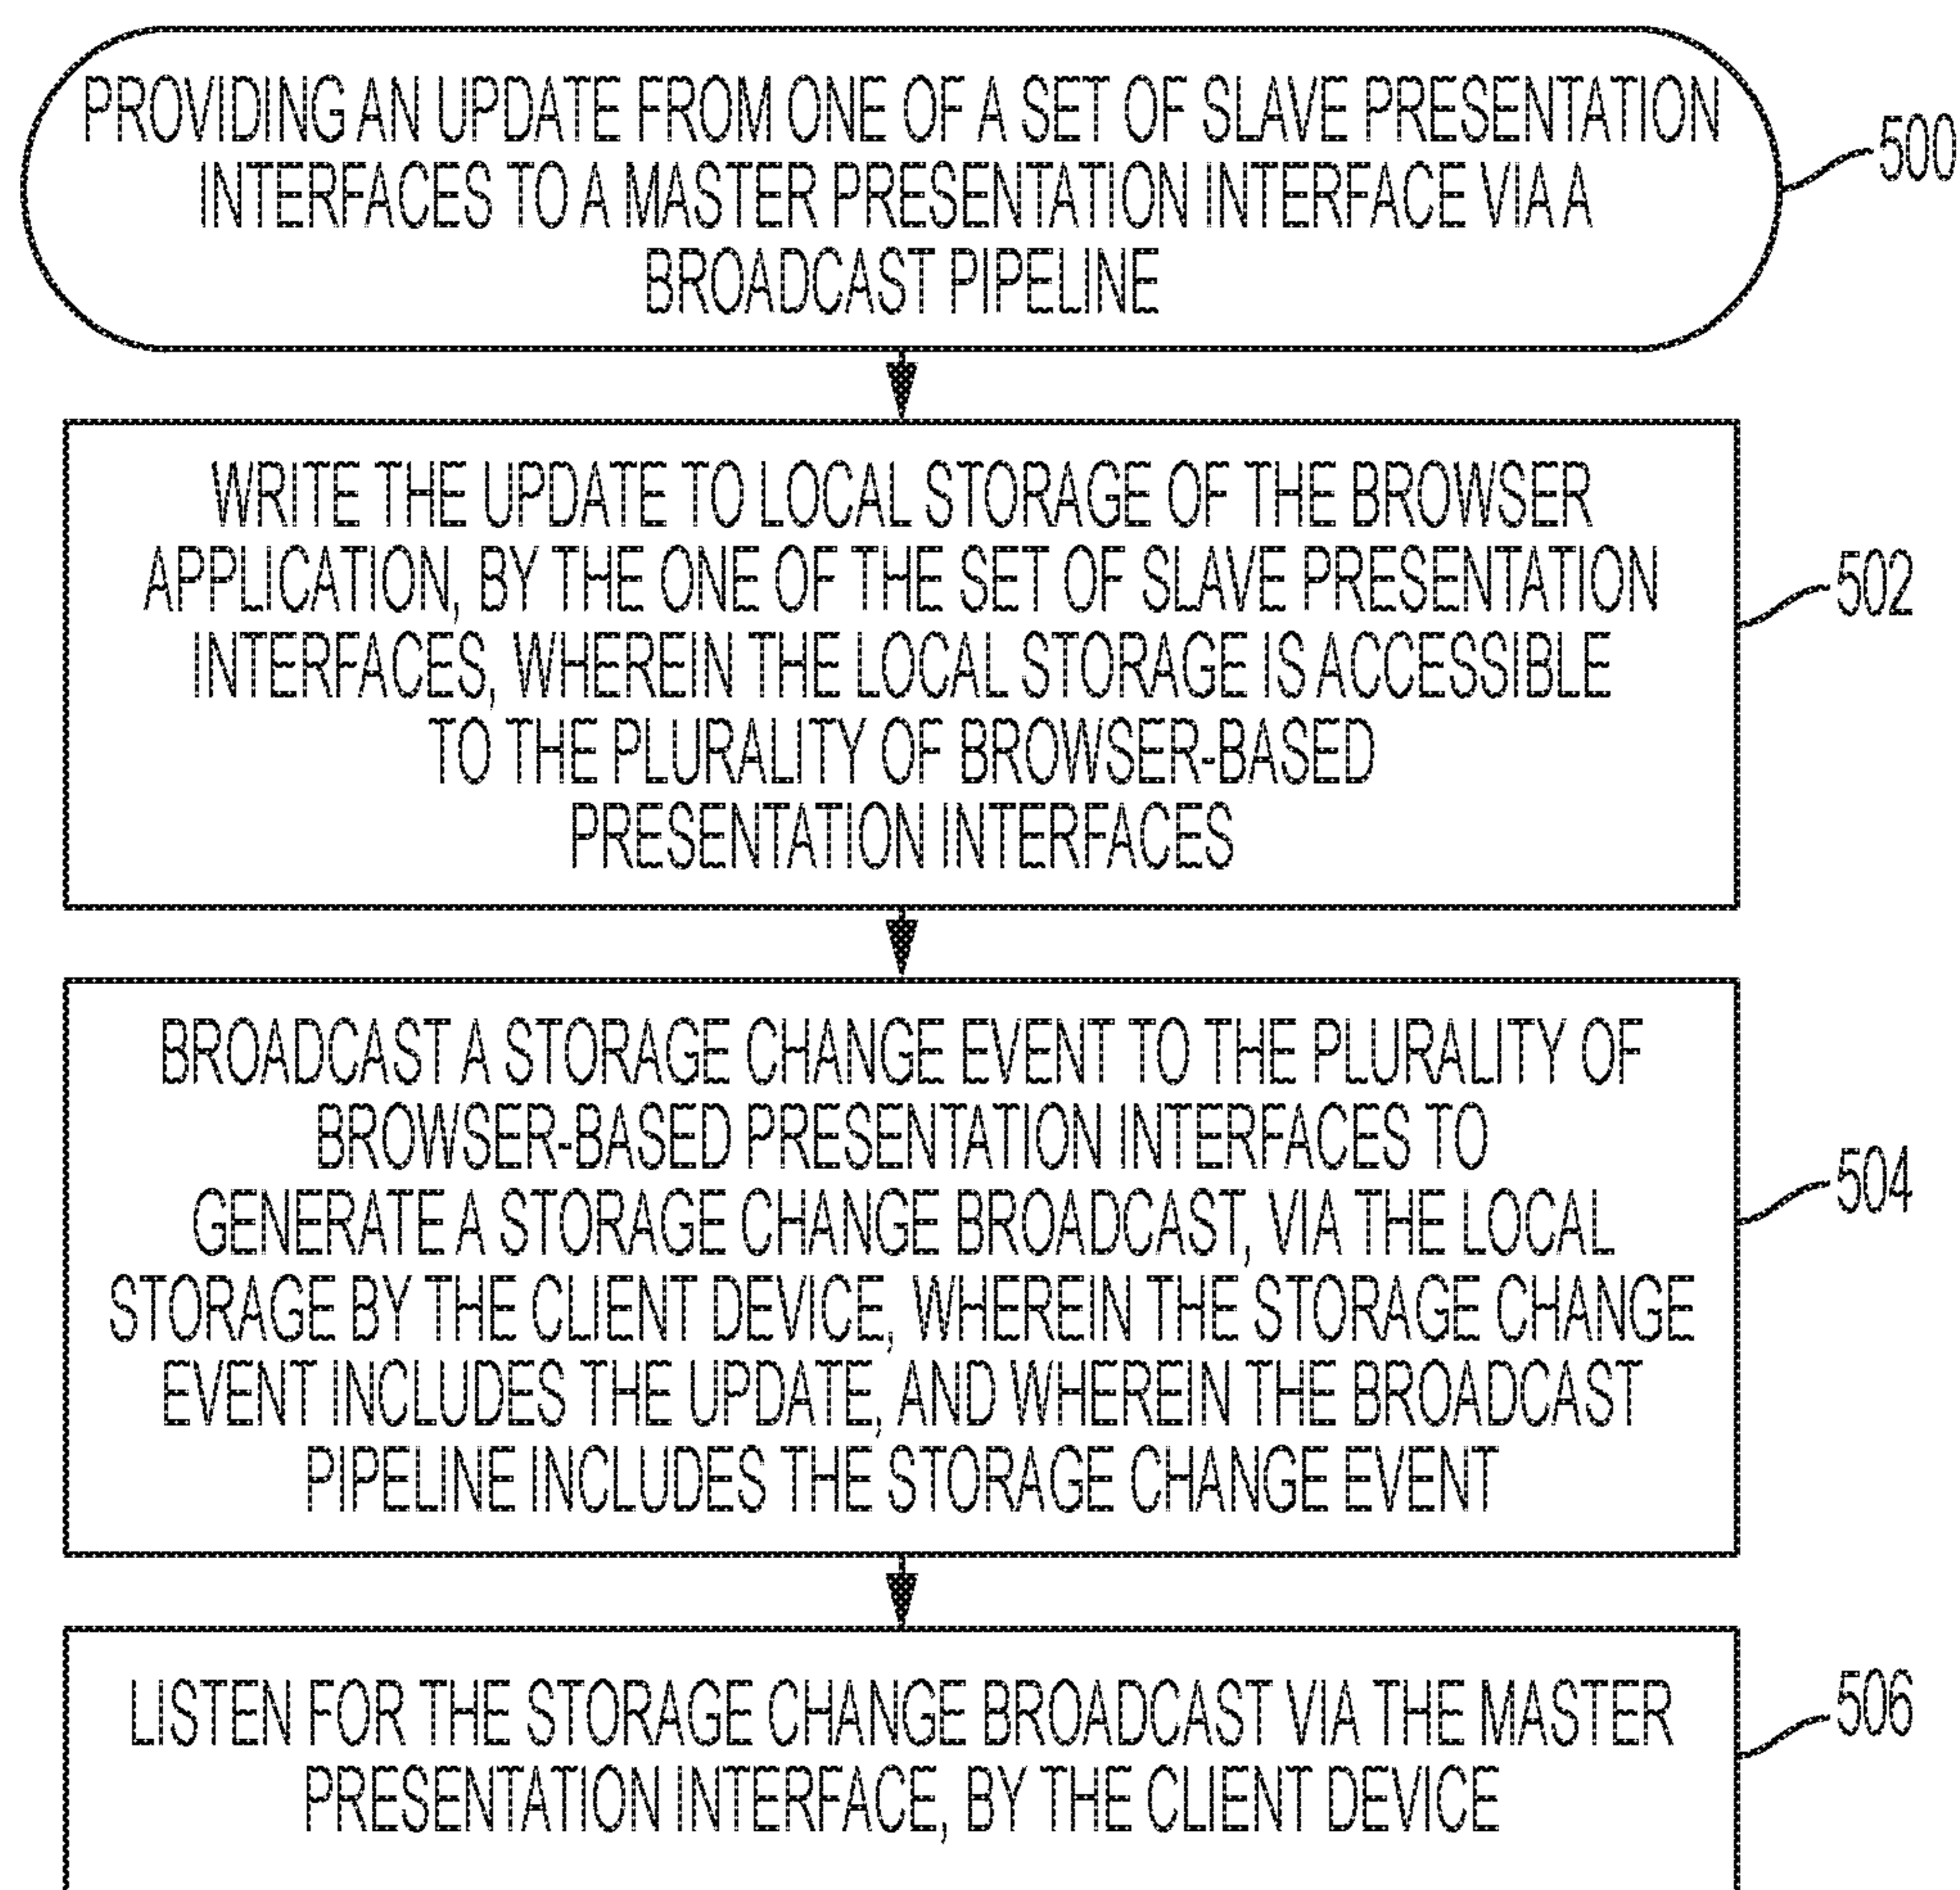 PROVIDING AN UPDATE FROM ONE OF A SET OF SLAVE PRESENTATION
INTERFACES TO A MASTER PRESENTATION INTERFACE VIA A
BROADCAST PIPELINE
500
WRITE THE UPDATE TO LOCAL STORAGE OF THE BROWSER
APPLICATION, BY THE ONE OF THE SET OF SLAVE PRESENTATION
INTERFACES, WHEREIN THE LOCAL STORAGE IS ACCESSIBLE
TO THE PLURALITY OF BROWSER-BASED
PRESENTATION INTERFACES
502
BROADCAST A STORAGE CHANGE EVENT TO THE PLURALITY OF
BROWSER-BASED PRESENTATION INTERFACES TO
GENERATE A STORAGE CHANGE BROADCAST, VIA THE LOCAL
STORAGE BY THE CLIENT DEVICE, WHEREIN THE STORAGE CHANGE
EVENT INCLUDES THE UPDATE, AND WHEREIN THE BROADCAST
PIPELINE INCLUDES THE STORAGE CHANGE EVENT
504
LISTEN FOR THE STORAGE CHANGE BROADCAST VIA THE MASTER
PRESENTATION INTERFACE, BY THE CLIENT DEVICE
506